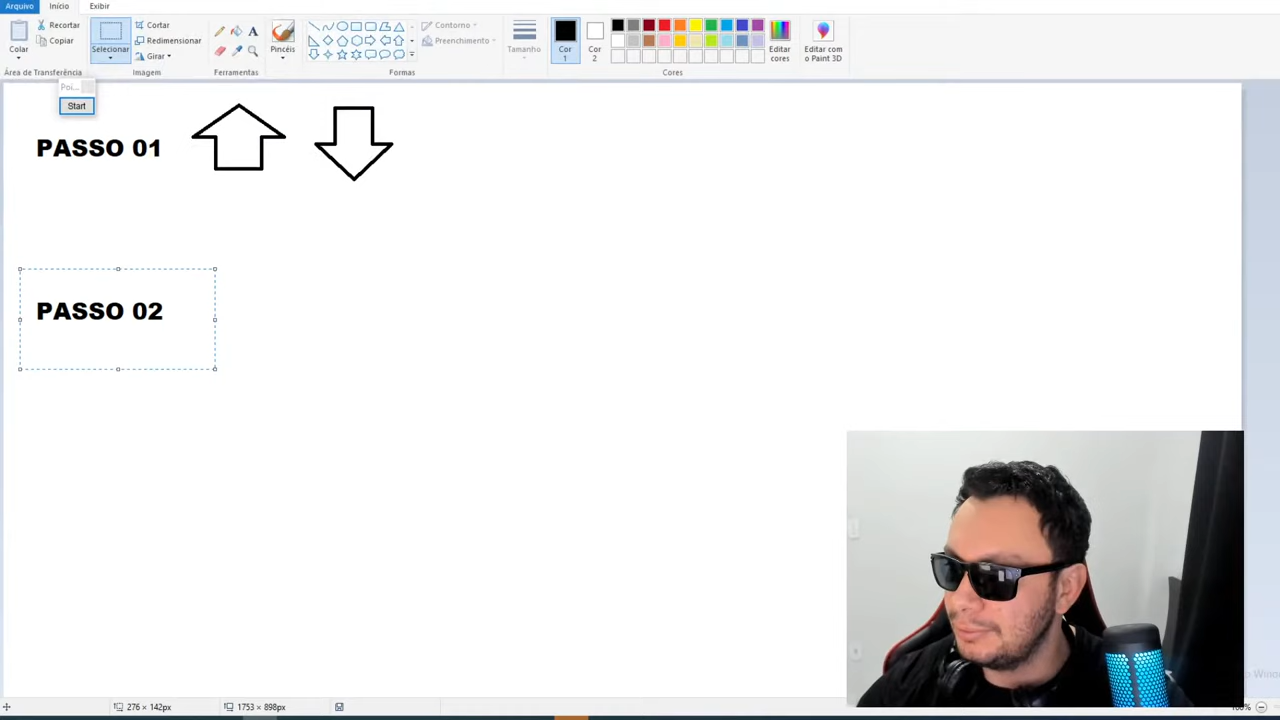 Arquivo Início Exibir
Colar
Recortar
Copiar
Área de Transferência
Selecionar
Cortar
Redimensionar
Girar
Imagem
Ferramentas
Pincéis
Formas
Contorno
Preenchimento
Tamanho
Cor
1
Cor
2
Cores
Editar
cores
Editar com
o Paint 3D
Poi...
Start
PASSO 01
PASSO 02
276 × 142px
1753 × 898px